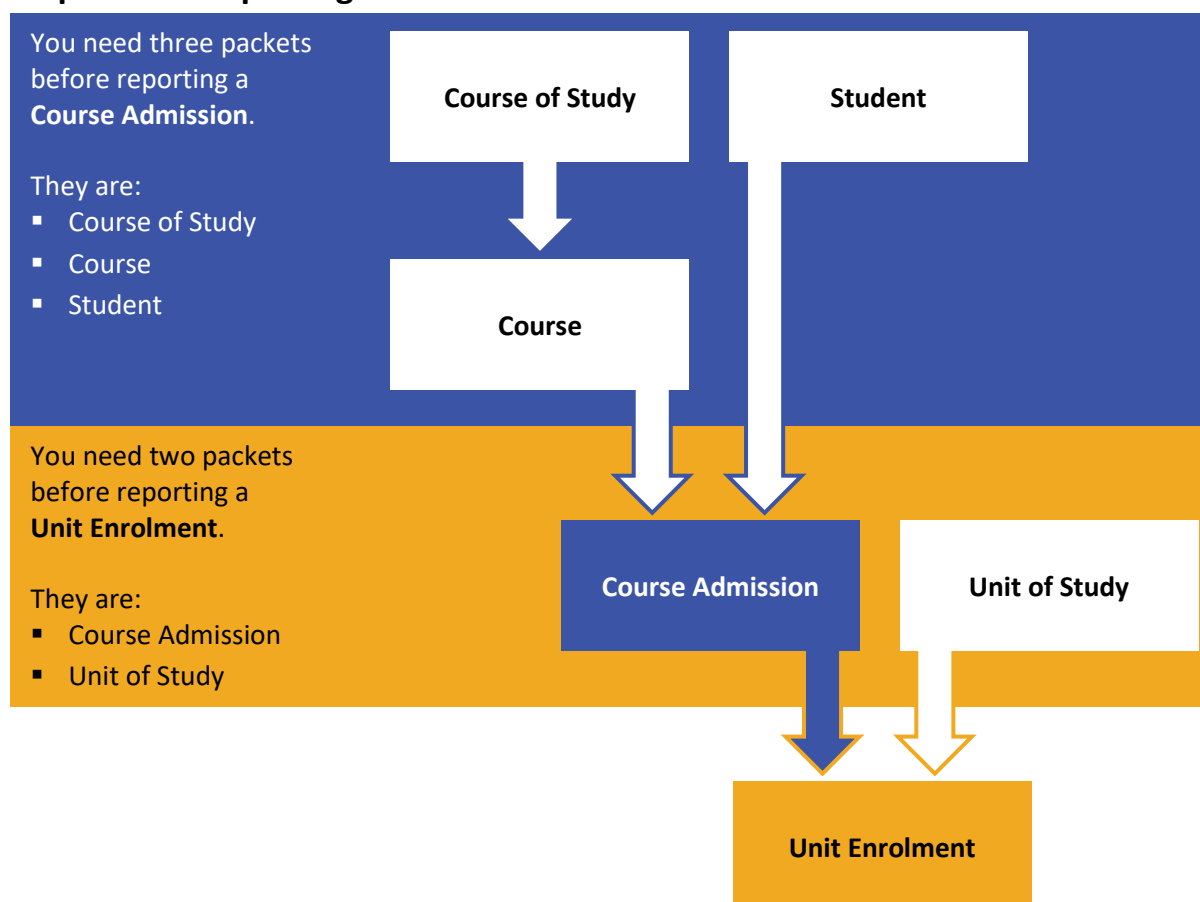 You need three packets
before reporting a
Course Admission.
They are:
▪ Course of Study
▪ Course
▪ Student
Course of Study
Student
Course
You need two packets
before reporting a
Unit Enrolment.
They are:
▪ Course Admission
▪ Unit of Study
Course Admission
Unit of Study
Unit Enrolment